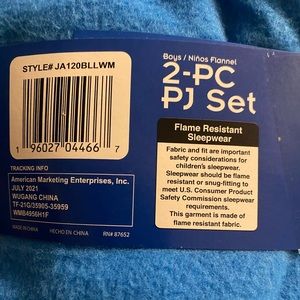 STYLE# JA120BLLWM
1 96027 04466 7
TRACKING INFO
American Marketing Enterprises, Inc.
JULY 2021
WUGANG CHINA
TF-21G/35905-35959
WMB4956H1F
MADE IN CHINA HECHO EN CHINA RN# 87652
Boys / Niños Flannel
2-PC
PJ Set
Flame Resistant
Sleepwear
Fabric and fit are important
safety considerations for
children's sleepwear.
Sleepwear should be flame
resistant or snug-fitting to
meet U.S. Consumer Product
Safety Commission sleepwear
requirements.
This garment is made of
flame resistant fabric.